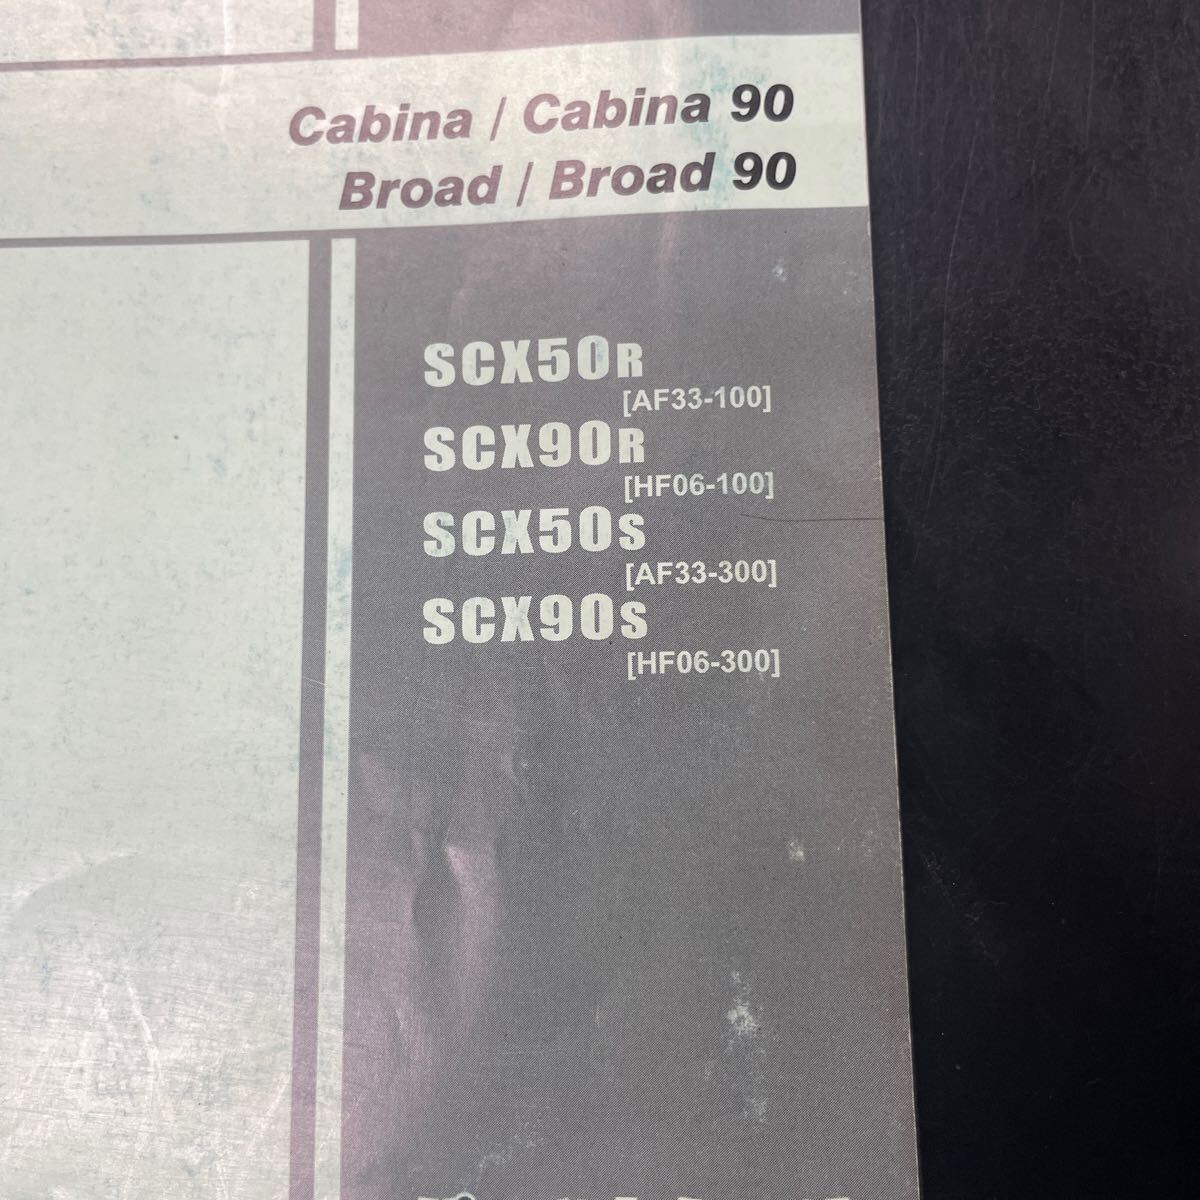 Cabina / Cabina 90
Broad / Broad 90
SCX50R
[AF33-100]
SCX90R
[HF06-100]
SCX50S
[AF33-300]
SCX90S
[HF06-300]